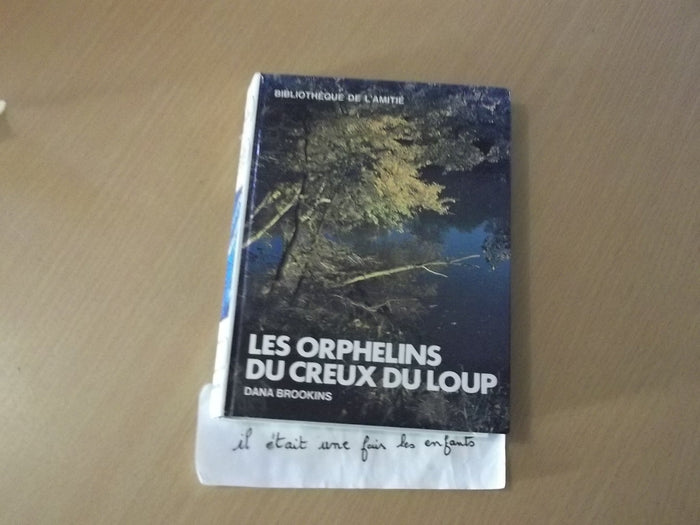 BIBLIOTHÈQUE DE L'AMITIÉ
LES ORPHELINS
DU CREUX DU LOUP
DANA BROOKINS
il était une fois les enfants